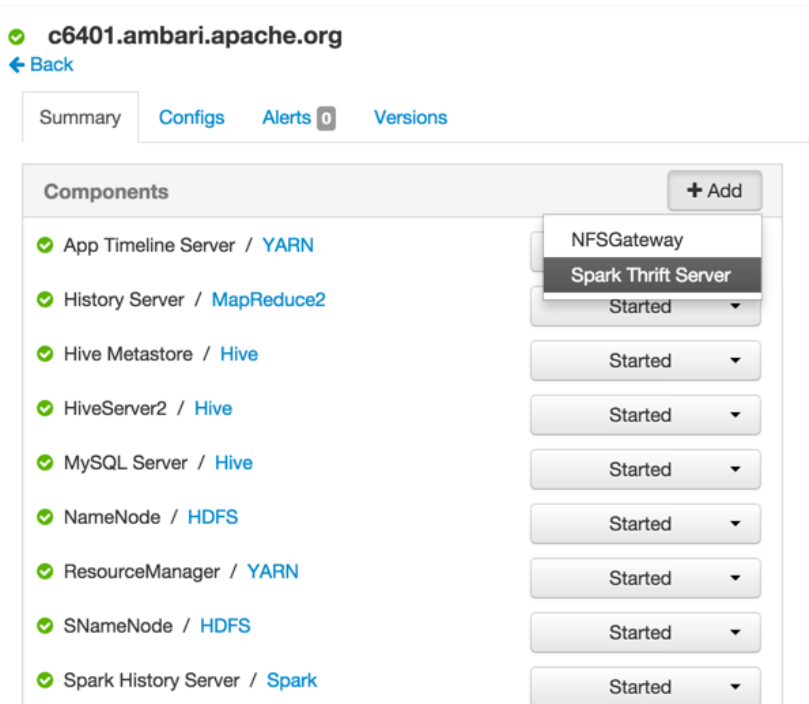 c6401.ambari.apache.org
Back
Summary Configs Alerts 0 Versions
Components + Add
NFSGateway
Spark Thrift Server
App Timeline Server / YARN
History Server / MapReduce2 Started
Hive Metastore / Hive Started
HiveServer2 / Hive Started
MySQL Server / Hive Started
NameNode / HDFS Started
ResourceManager / YARN Started
SNameNode / HDFS Started
Spark History Server / Spark Started